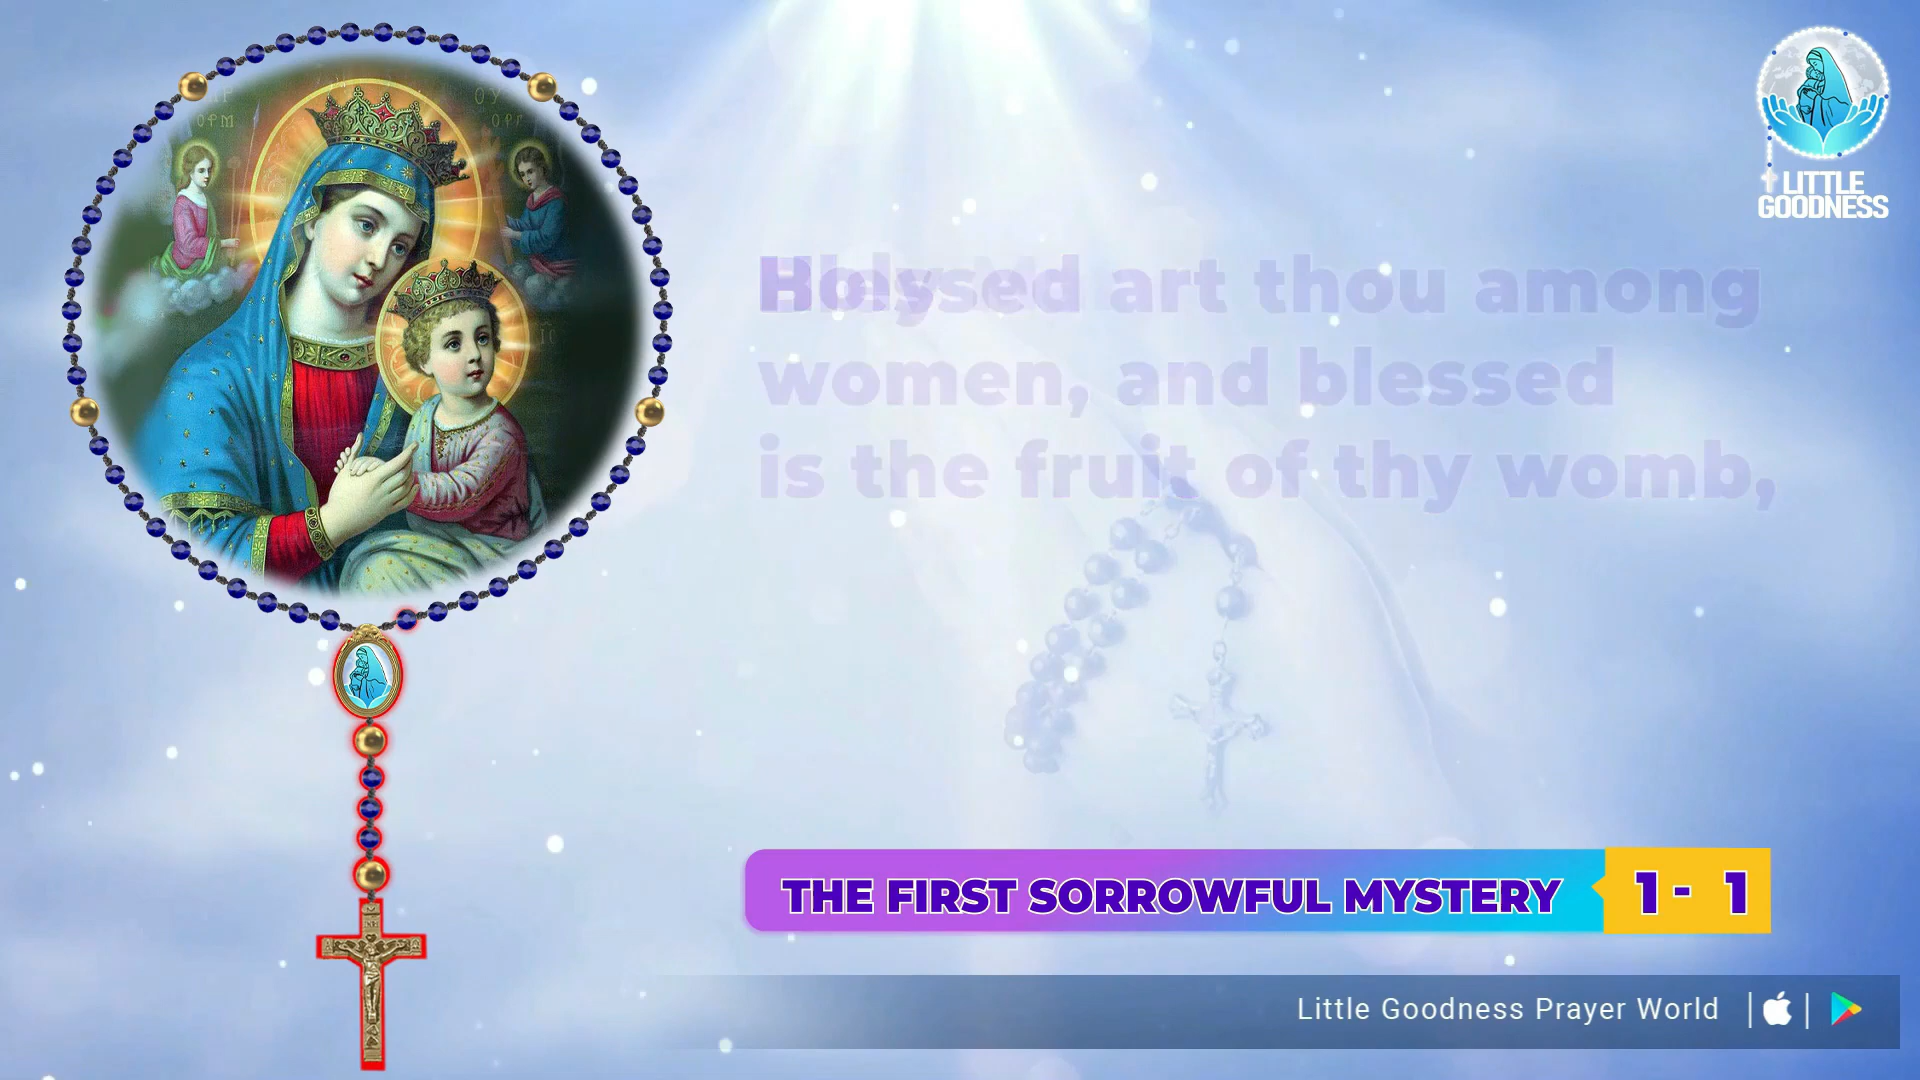 LITTLE
GOODNESS
Blessed art thou among
women, and blessed
is the fruit of thy womb,
THE FIRST SORROWFUL MYSTERY 1 - 1
Little Goodness Prayer World